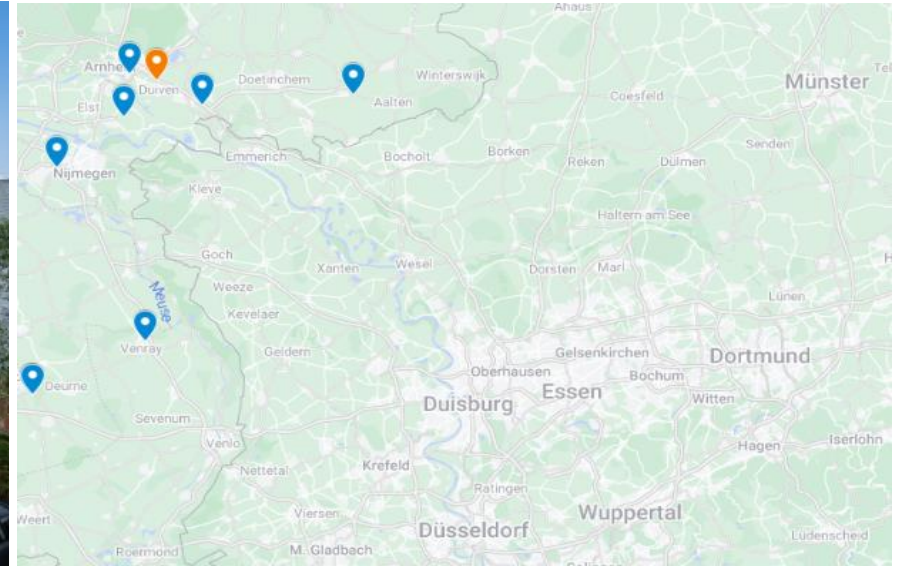 Ahaus
Arnhe
Duiven
Doetinchem
Winterswijk
Münster
Tel
Elst
Aalten
Coesfeld
Nijmegen
Emmerich
Bocholt
Borken
Reken
Dülmen
Senden
Kleve
Haltern am See
Goch
Xanten
Wesel
Dorsten
Marl
H
Weeze
Meuse
Kevelaer
Lünen
Venray
Geldern
Oberhausen
Gelsenkirchen
Bochum
Dortmund
Deurne
Duisburg
Essen
Witten
Sevenum
Venlo
Hagen
Iserlohn
Nettetal
Krefeld
Ratingen
Weert
Viersen
Düsseldorf
Wuppertal
Roermond
M. Gladbach
Lüdenscheid